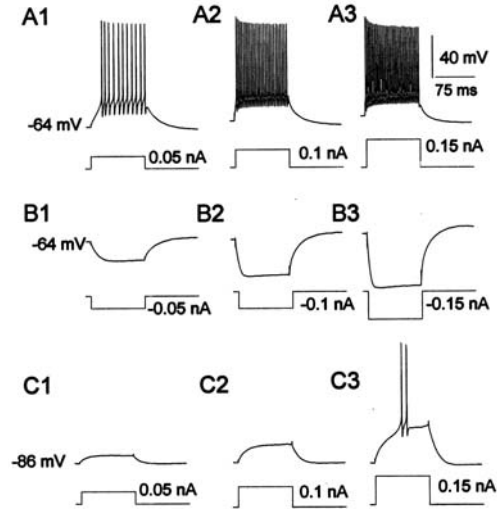 A1 A2 A3
40 mV
75 ms
-64 mV
0.05 nA 0.1 nA 0.15 nA
B1 B2 B3
-64 mV
-0.05 nA -0.1 nA -0.15 nA
C1 C2 C3
-86 mV
0.05 nA 0.1 nA 0.15 nA